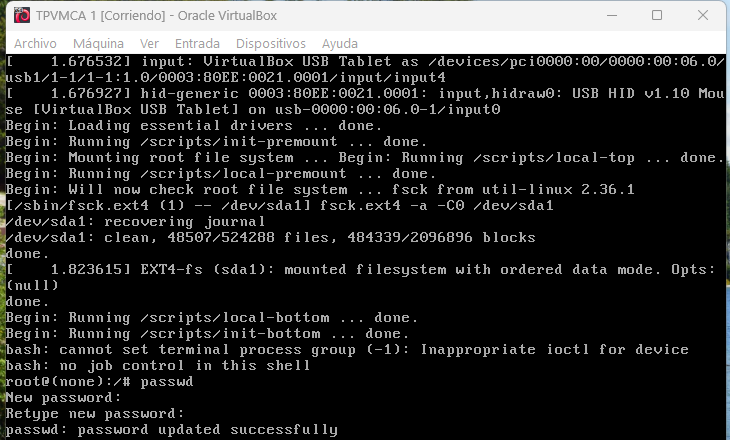 TPVMCA 1 [Corriendo] - Oracle VirtualBox
Archivo Máquina Ver Entrada Dispositivos Ayuda
[    1.676532] input: VirtualBox USB Tablet as /devices/pci0000:00/0000:00:06.0/
usb1/1-1/1-1:1.0/0003:80EE:0021.0001/input/input4
[    1.676927] hid-generic 0003:80EE:0021.0001: input,hidraw0: USB HID v1.10 Mou
se [VirtualBox USB Tablet] on usb-0000:00:06.0-1/input0
Begin: Loading essential drivers ... done.
Begin: Running /scripts/init-premount ... done.
Begin: Mounting root file system ... Begin: Running /scripts/local-top ... done.
Begin: Running /scripts/local-premount ... done.
Begin: Will now check root file system ... fsck from util-linux 2.36.1
[/sbin/fsck.ext4 (1) -- /dev/sda1] fsck.ext4 -a -C0 /dev/sda1
/dev/sda1: recovering journal
/dev/sda1: clean, 48507/524288 files, 484339/2096896 blocks
done.
[    1.823615] EXT4-fs (sda1): mounted filesystem with ordered data mode. Opts:
(null)
done.
Begin: Running /scripts/local-bottom ... done.
Begin: Running /scripts/init-bottom ... done.
bash: cannot set terminal process group (-1): Inappropriate ioctl for device
bash: no job control in this shell
root@(none):/# passwd
New password:
Retype new password:
passwd: password updated successfully